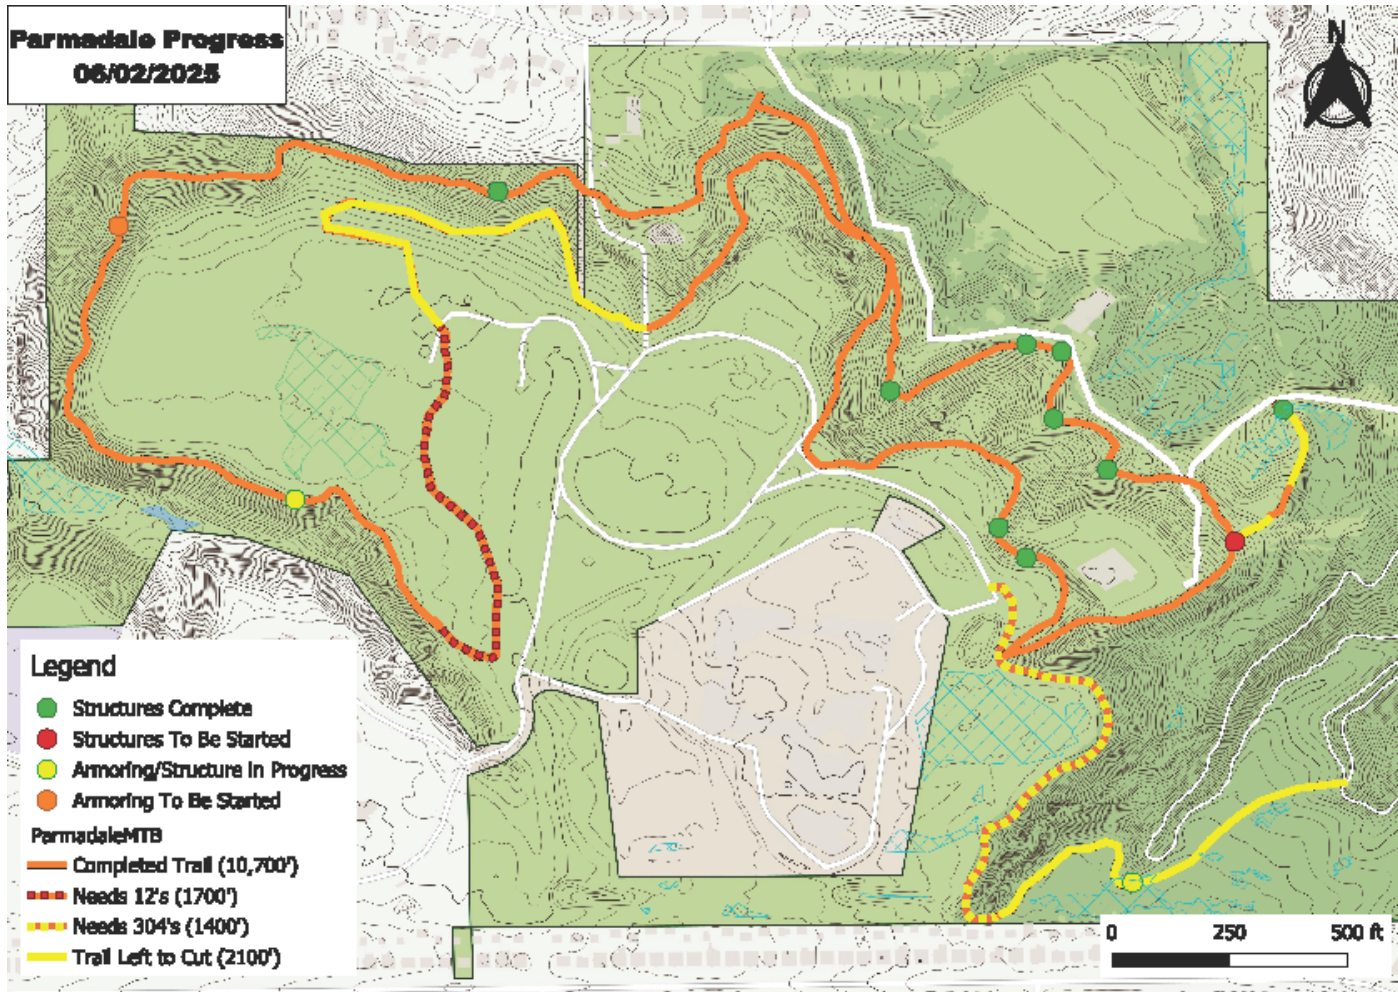 Parmadale Progress
06/02/2025
N
Legend
Structures Complete
Structures To Be Started
Armoring/Structure In Progress
Armoring To Be Started
ParmadaleMTB
Completed Trail (10,700')
Needs 12's (1700')
Needs 304's (1400')
Trail Left to Cut (2100')
0 250 500 ft